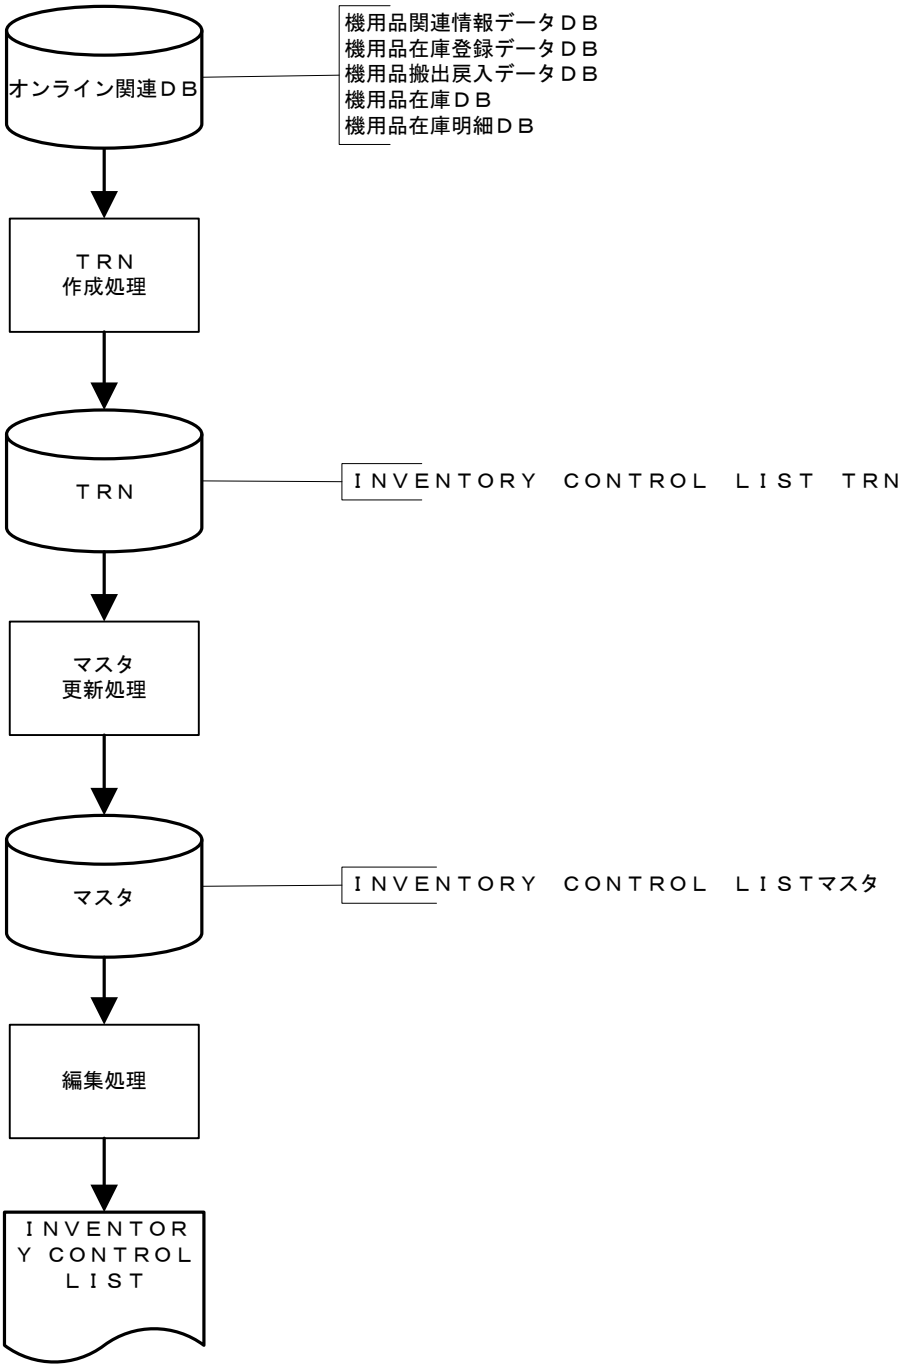 機用品関連情報データＤＢ
機用品在庫登録データＤＢ
機用品搬出戻入データＤＢ
機用品在庫ＤＢ
機用品在庫明細ＤＢ
オンライン関連ＤＢ
ＴＲＮ
作成処理
ＴＲＮ
ＩＮＶＥＮＴＯＲＹ　ＣＯＮＴＲＯＬ　ＬＩＳＴ　ＴＲＮ
マスタ
更新処理
マスタ
ＩＮＶＥＮＴＯＲＹ　ＣＯＮＴＲＯＬ　ＬＩＳＴマスタ
編集処理
ＩＮＶＥＮＴＯＲ
Ｙ ＣＯＮＴＲＯＬ
ＬＩＳＴ